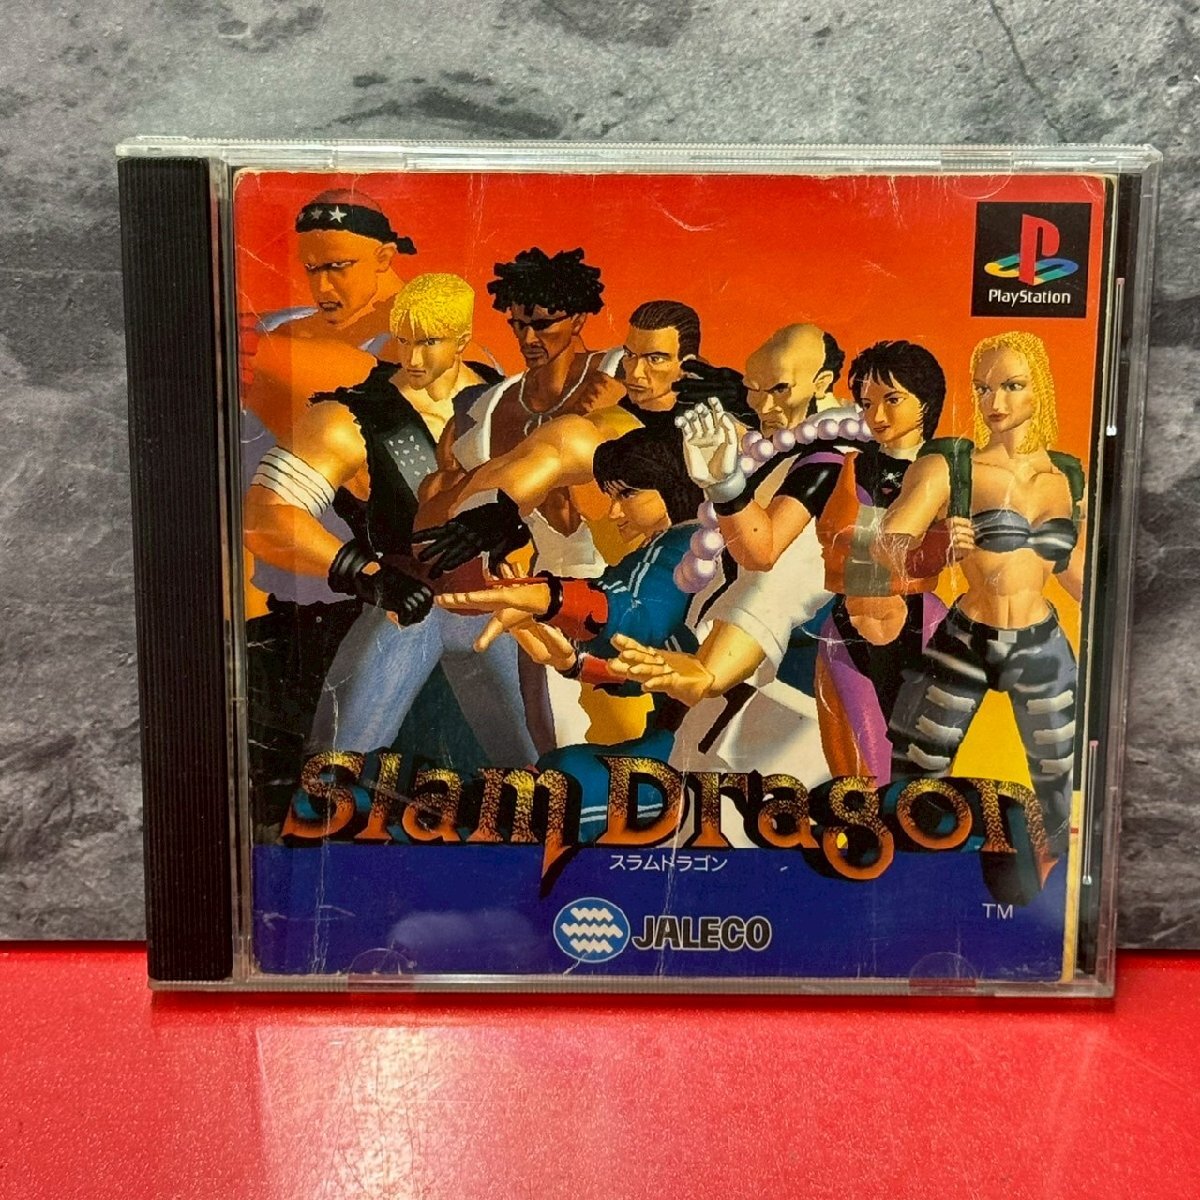 PlayStation
Slam Dragon
スラムドラゴン
TM
JALECO